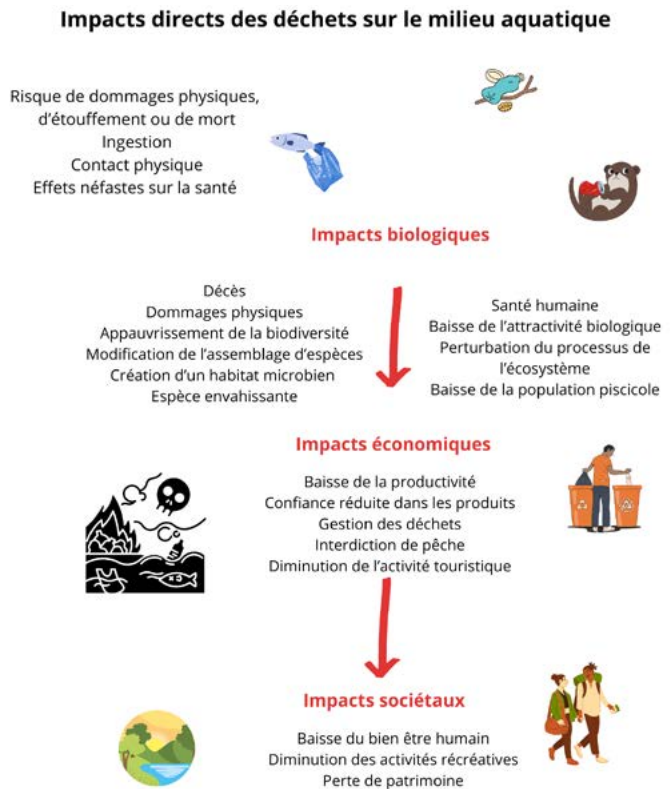 Impacts directs des déchets sur le milieu aquatique
Risque de dommages physiques,
d'étouffement ou de mort
Ingestion
Contact physique
Effets néfastes sur la santé
Impacts biologiques
Décès
Dommages physiques
Appauvrissement de la biodiversité
Modification de l'assemblage d'espèces
Création d'un habitat microbien
Espèce envahissante
Santé humaine
Baisse de l'attractivité biologique
Perturbation du processus de
l'écosystème
Baisse de la population piscicole
Impacts économiques
Baisse de la productivité
Confiance réduite dans les produits
Gestion des déchets
Interdiction de pêche
Diminution de l'activité touristique
Impacts sociétaux
Baisse du bien être humain
Diminution des activités récréatives
Perte de patrimoine